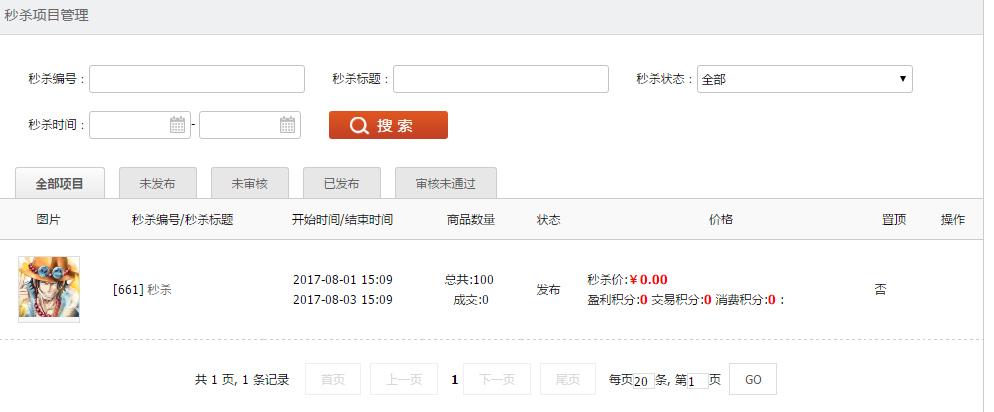 秒杀项目管理
秒杀编号： 秒杀标题： 秒杀状态： 全部
秒杀时间： - 搜 索
全部项目 未发布 未审核 已发布 审核未通过
图片 秒杀编号/秒杀标题 开始时间/结束时间 商品数量 状态 价格 置顶 操作
[661] 秒杀 2017-08-01 15:09 总共:100 发布 秒杀价:￥0.00 否
2017-08-03 15:09 成交:0 盈利积分:0 交易积分:0 消费积分:0：
共 1 页, 1 条记录 首页 上一页 1 下一页 尾页 每页20条, 第1页 GO